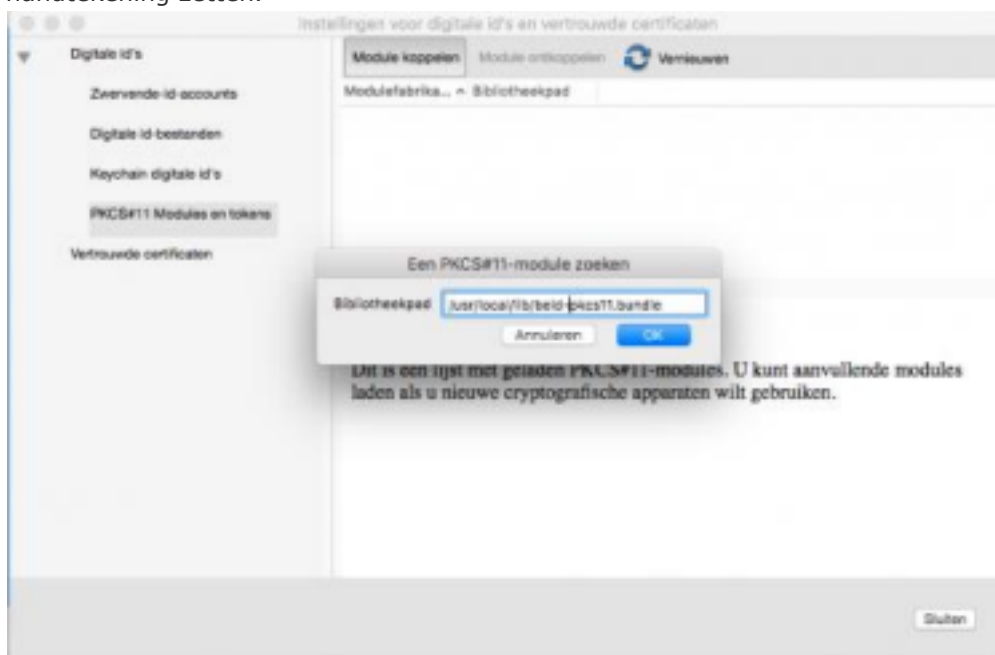 handtekening zetten.
Instellingen voor digitale id's en vertrouwde certificaten
Digitale id's
Zwervende-id-accounts
Digitale id-bestanden
Keychain digitale id's
PKCS#11 Modules en tokens
Vertrouwde certificaten
Module koppelen Module ontkoppelen Vernieuwen
Modulefabrika... Bibliotheekpad
Een PKCS#11-module zoeken
Bibliotheekpad /usr/local/lib/beid-pkcs11.bundle
Annuleren OK
Dit is een lijst met geladen PKCS#11-modules. U kunt aanvullende modules
laden als u nieuwe cryptografische apparaten wilt gebruiken.
Sluiten